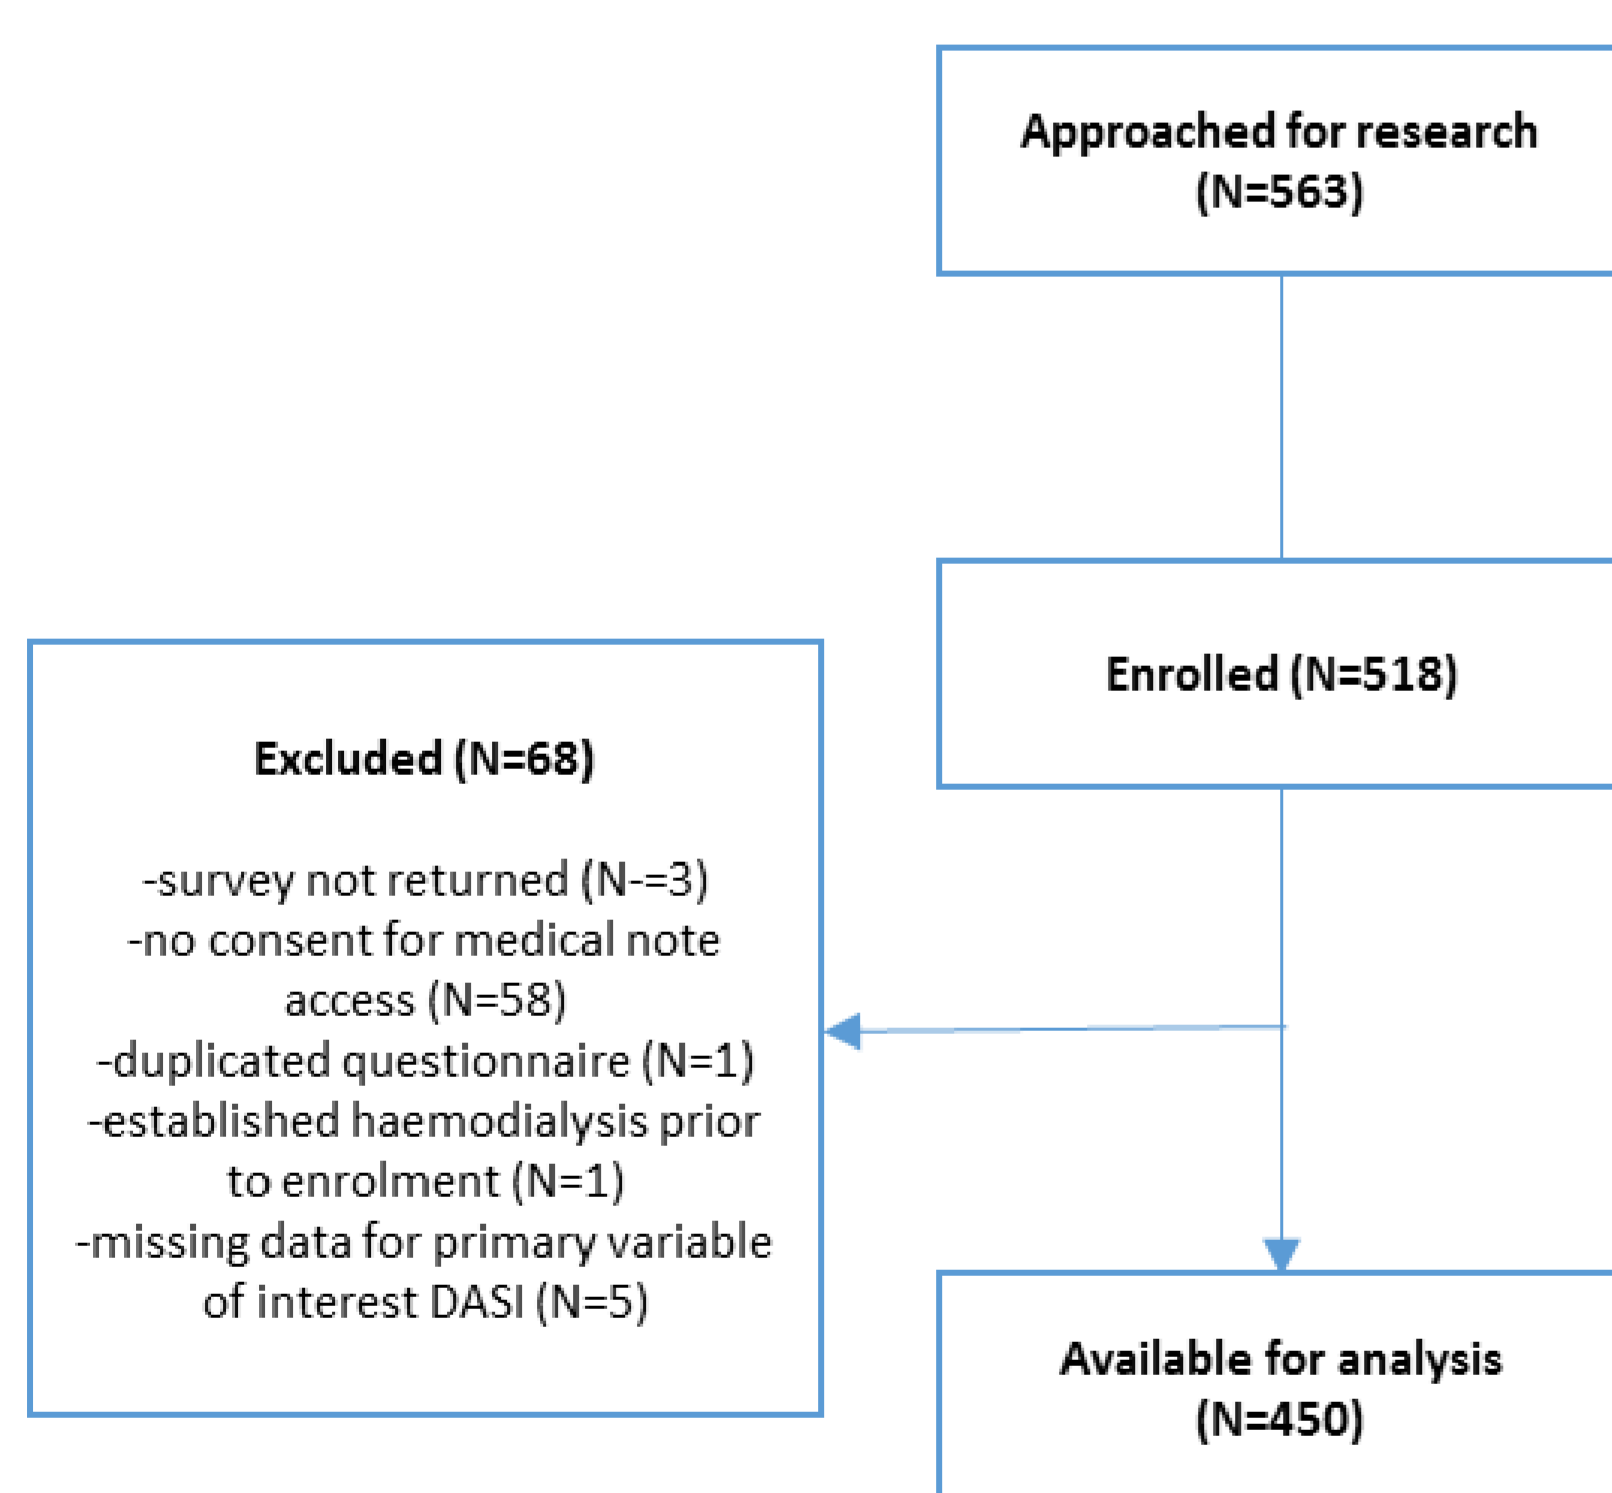 Approached for research
(N=563)
Enrolled (N=518)
Excluded (N=68)
-survey not returned (N-=3)
-no consent for medical note
access (N=58)
-duplicated questionnaire (N=1)
-established haemodialysis prior
to enrolment (N=1)
-missing data for primary variable
of interest DASI (N=5)
Available for analysis
(N=450)